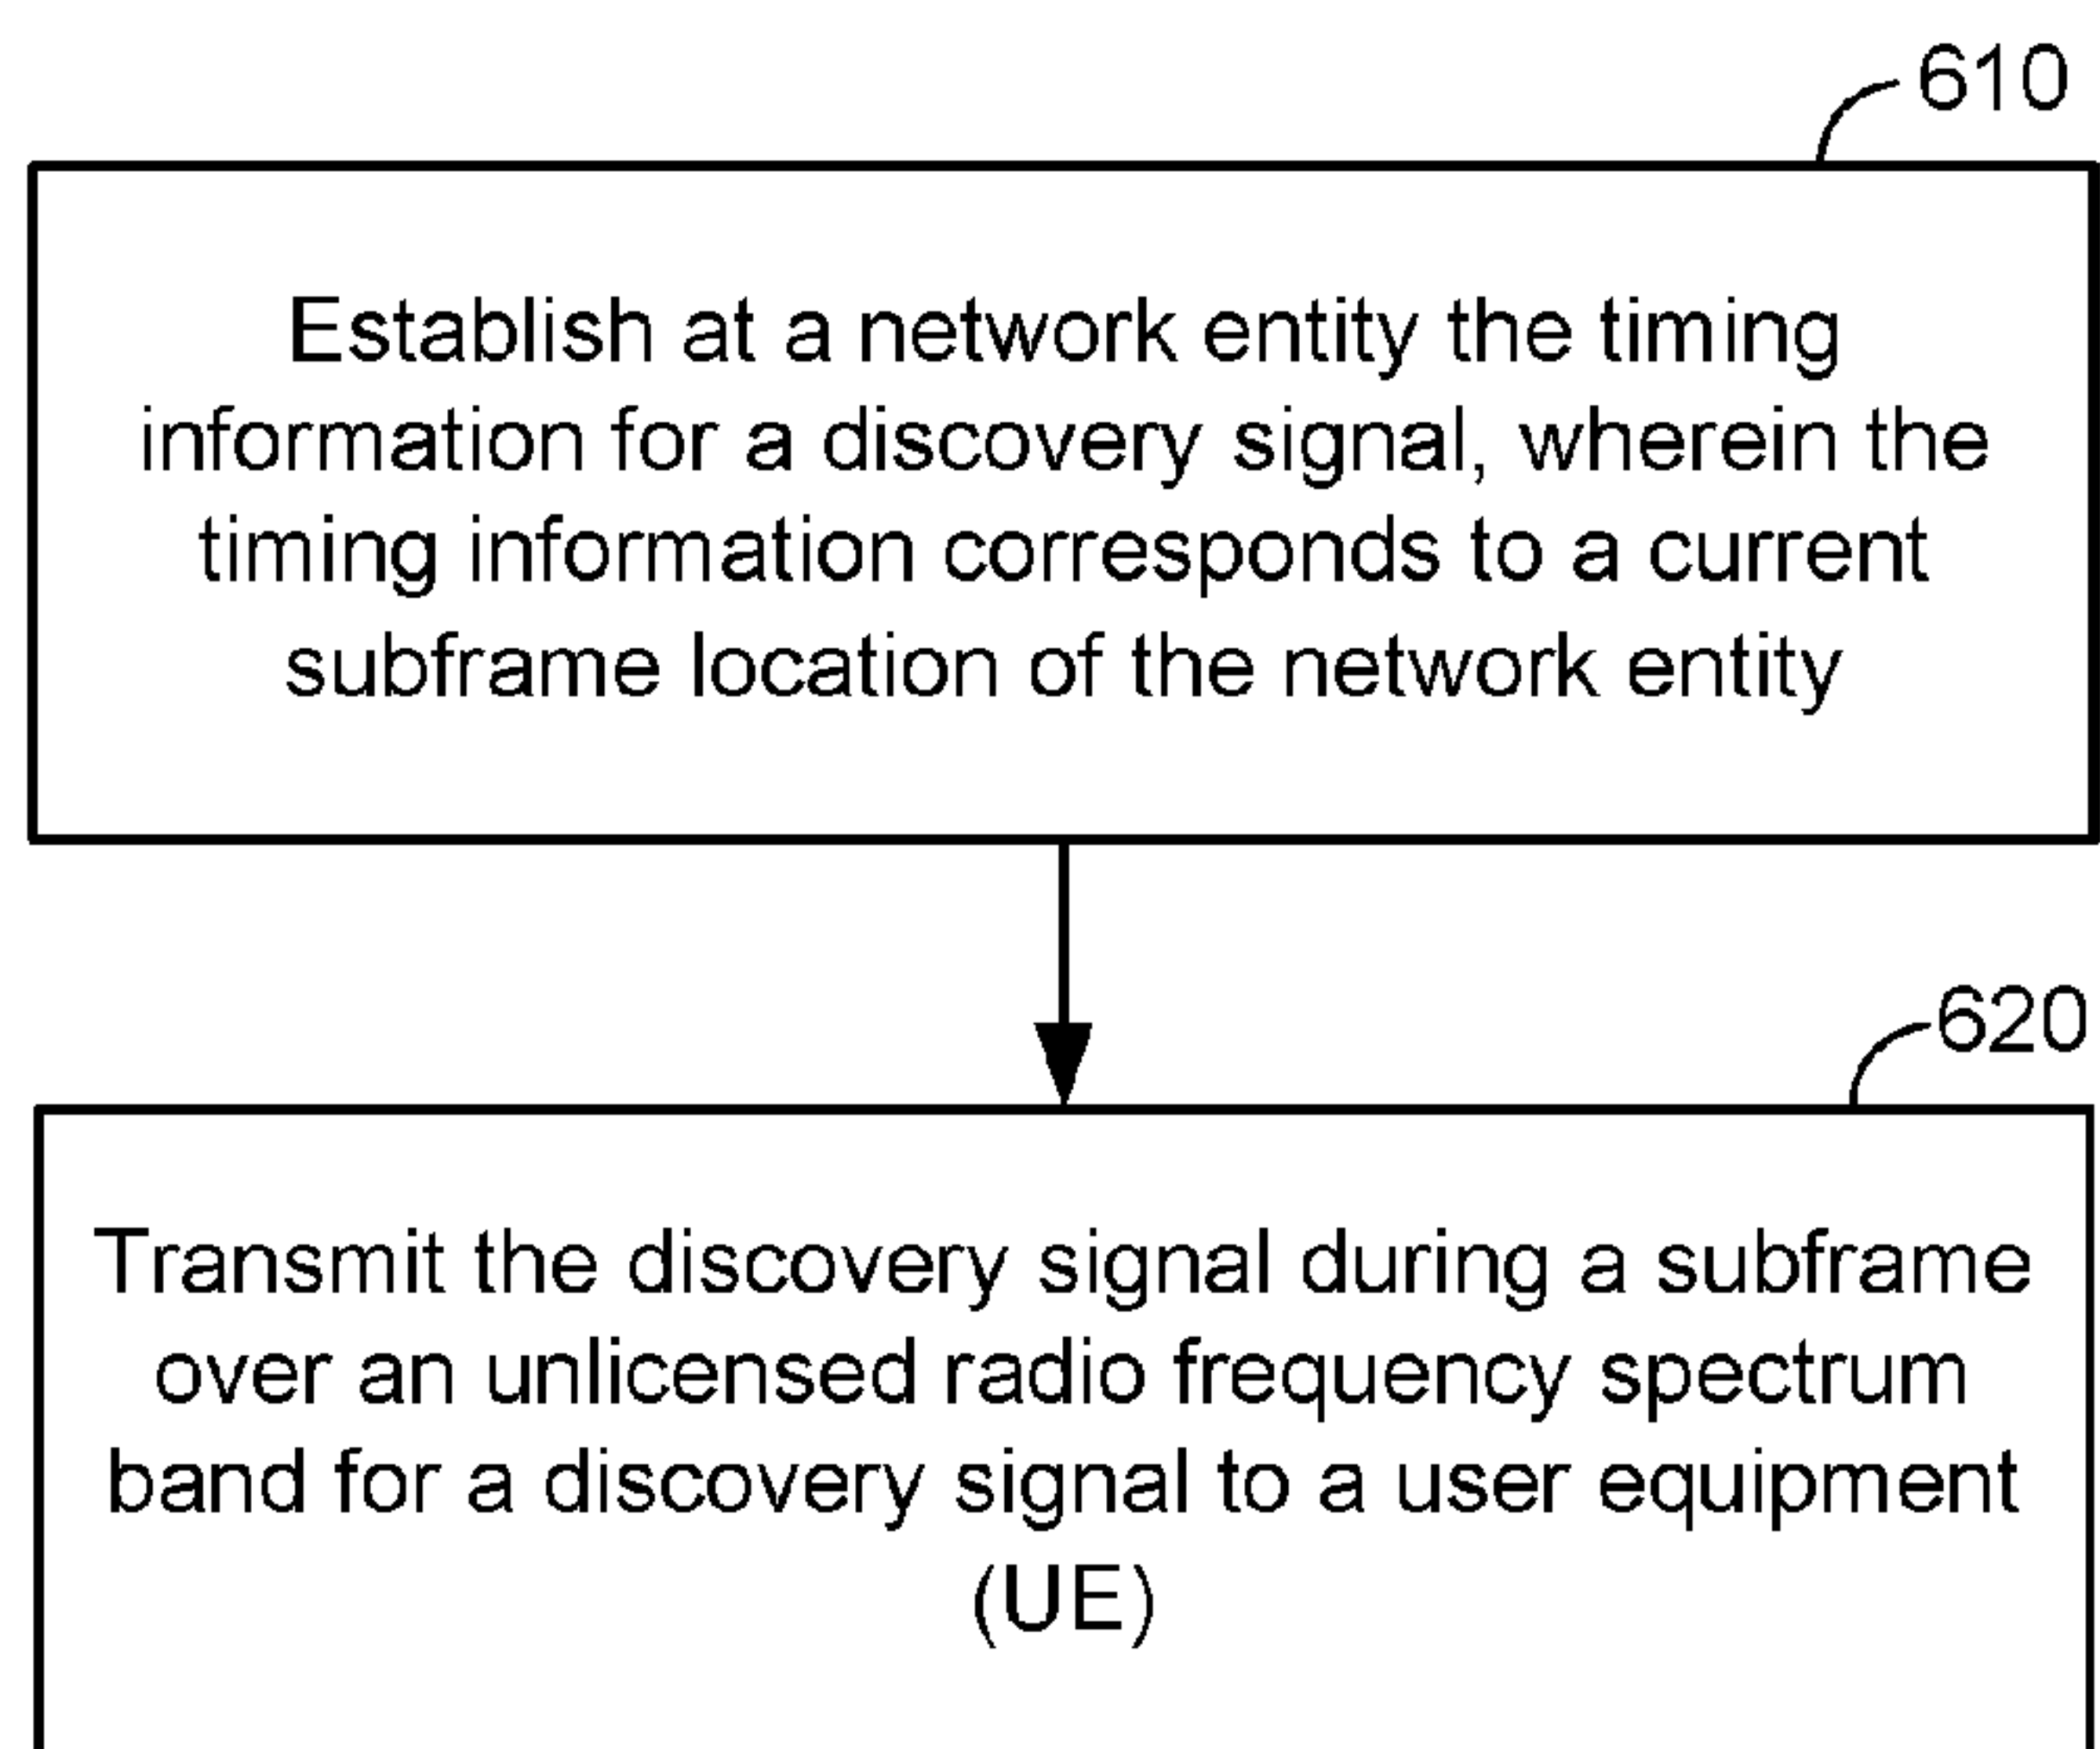 610
Establish at a network entity the timing
information for a discovery signal, wherein the
timing information corresponds to a current
subframe location of the network entity
620
Transmit the discovery signal during a subframe
over an unlicensed radio frequency spectrum
band for a discovery signal to a user equipment
(UE)